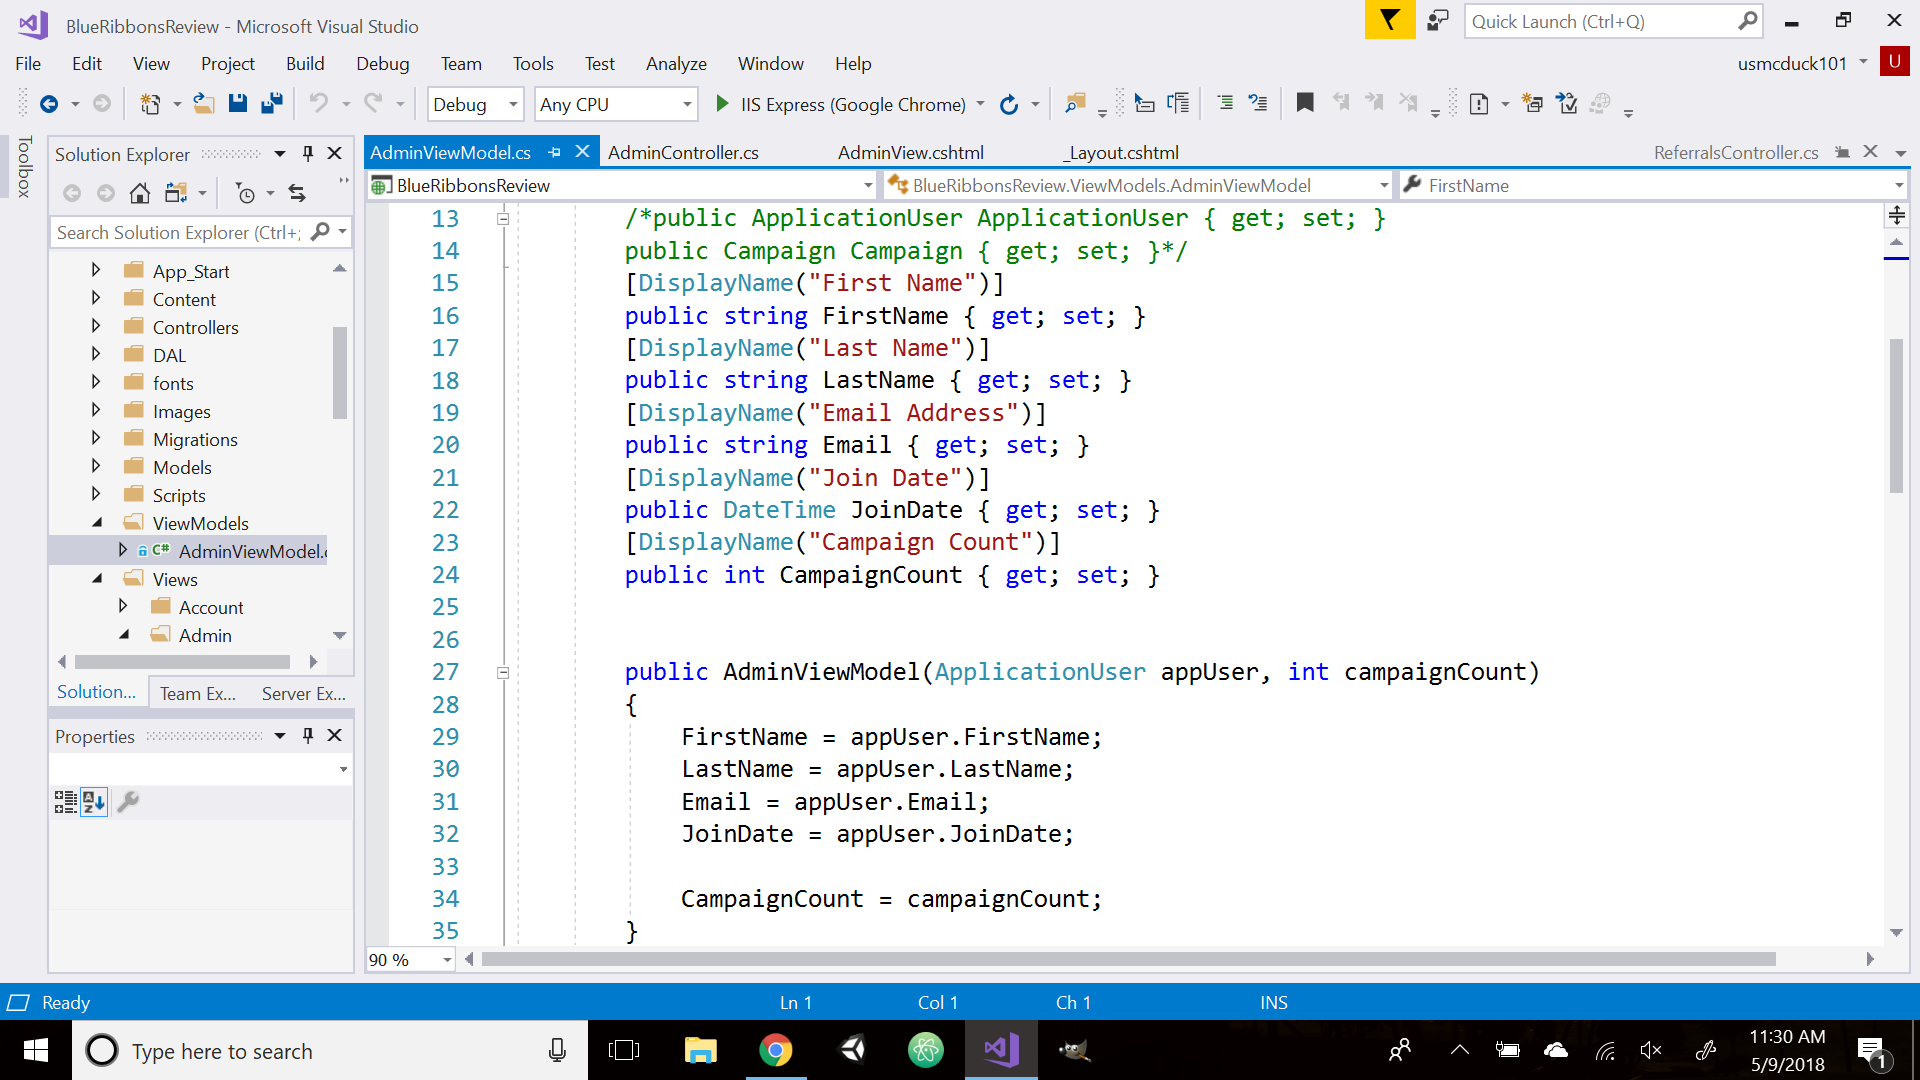 BlueRibbonsReview - Microsoft Visual Studio
Quick Launch (Ctrl+Q)
File Edit View Project Build Debug Team Tools Test Analyze Window Help
usmcduck101 U
Debug Any CPU IIS Express (Google Chrome)
Toolbox
Solution Explorer
AdminViewModel.cs AdminController.cs AdminView.cshtml _Layout.cshtml ReferralsController.cs
BlueRibbonsReview BlueRibbonsReview.ViewModels.AdminViewModel FirstName
Search Solution Explorer (Ctrl+;
App_Start
Content
Controllers
DAL
fonts
Images
Migrations
Models
Scripts
ViewModels
C# AdminViewModel.c
Views
Account
Admin
Solution... Team Ex... Server Ex...
Properties
13 /*public ApplicationUser ApplicationUser { get; set; }
14 public Campaign Campaign { get; set; }*/
15 [DisplayName("First Name")]
16 public string FirstName { get; set; }
17 [DisplayName("Last Name")]
18 public string LastName { get; set; }
19 [DisplayName("Email Address")]
20 public string Email { get; set; }
21 [DisplayName("Join Date")]
22 public DateTime JoinDate { get; set; }
23 [DisplayName("Campaign Count")]
24 public int CampaignCount { get; set; }
25
26
27 public AdminViewModel(ApplicationUser appUser, int campaignCount)
28 {
29 FirstName = appUser.FirstName;
30 LastName = appUser.LastName;
31 Email = appUser.Email;
32 JoinDate = appUser.JoinDate;
33
34 CampaignCount = campaignCount;
35 }
90 %
Ready Ln 1 Col 1 Ch 1 INS
Type here to search
11:30 AM
5/9/2018
1